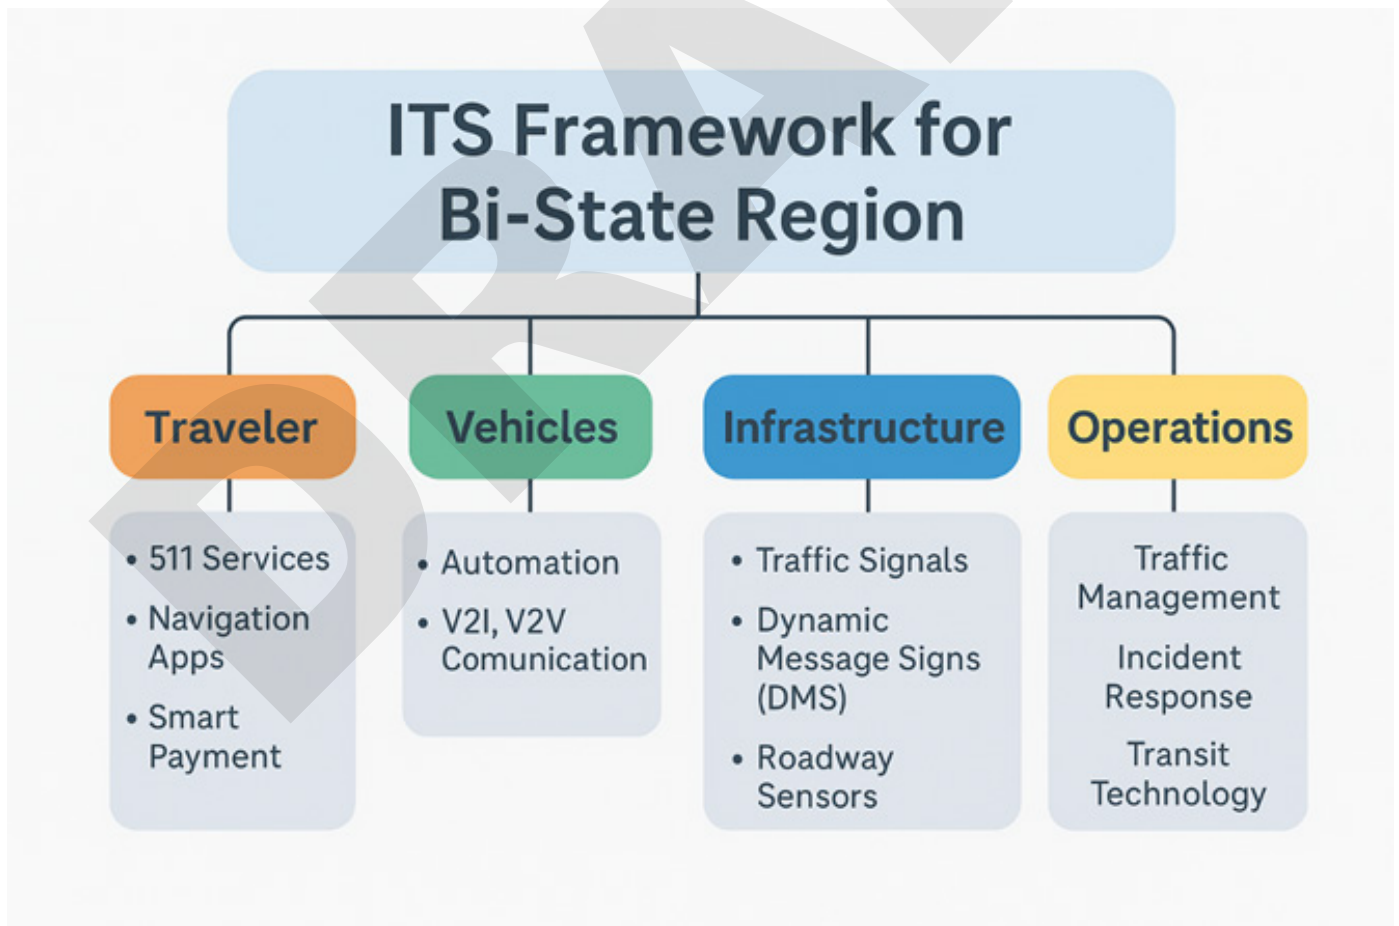 ITS Framework for
Bi-State Region
Traveler
• 511 Services
• Navigation
Apps
• Smart
Payment
Vehicles
• Automation
• V2I, V2V
Comunication
Infrastructure
• Traffic Signals
• Dynamic
Message Signs
(DMS)
• Roadway
Sensors
Operations
Traffic
Management
Incident
Response
Transit
Technology
DRA